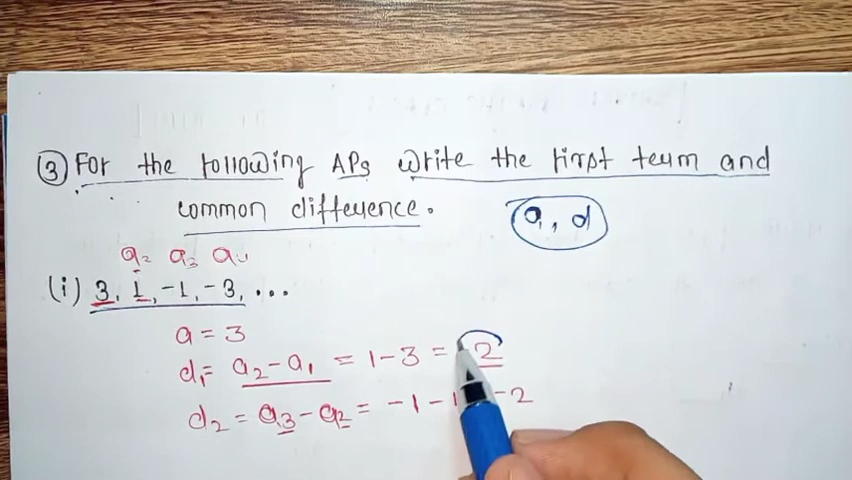 ③ For the following APs write the first term and
common difference.
a, d
a₂ a₃ a₄
(i) 3, 1, -1, -3, ...
a = 3
d₁ = a₂ - a₁ = 1 - 3 = -2
d₂ = a₃ - a₂ = -1 - 1 = -2